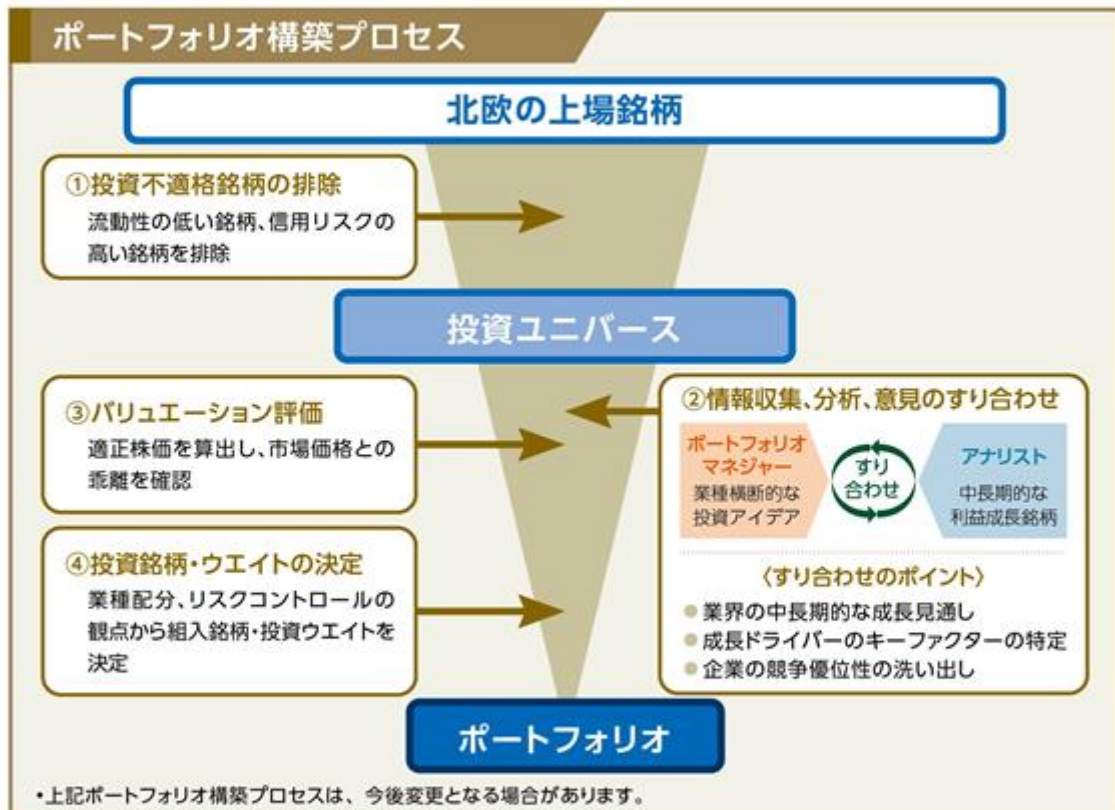 ポートフォリオ構築プロセス
北欧の上場銘柄
①投資不適格銘柄の排除
流動性の低い銘柄、信用リスクの
高い銘柄を排除
投資ユニバース
②情報収集、分析、意見のすり合わせ
ポートフォリオ
マネジャー
業種横断的な
投資アイデア
すり
合わせ
アナリスト
中長期的な
利益成長銘柄
〈すり合わせのポイント〉
●業界の中長期的な成長見通し
●成長ドライバーのキーファクターの特定
●企業の競争優位性の洗い出し
③バリュエーション評価
適正株価を算出し、市場価格との
乖離を確認
④投資銘柄・ウエイトの決定
業種配分、リスクコントロールの
観点から組入銘柄・投資ウエイトを
決定
ポートフォリオ
・上記ポートフォリオ構築プロセスは、今後変更となる場合があります。